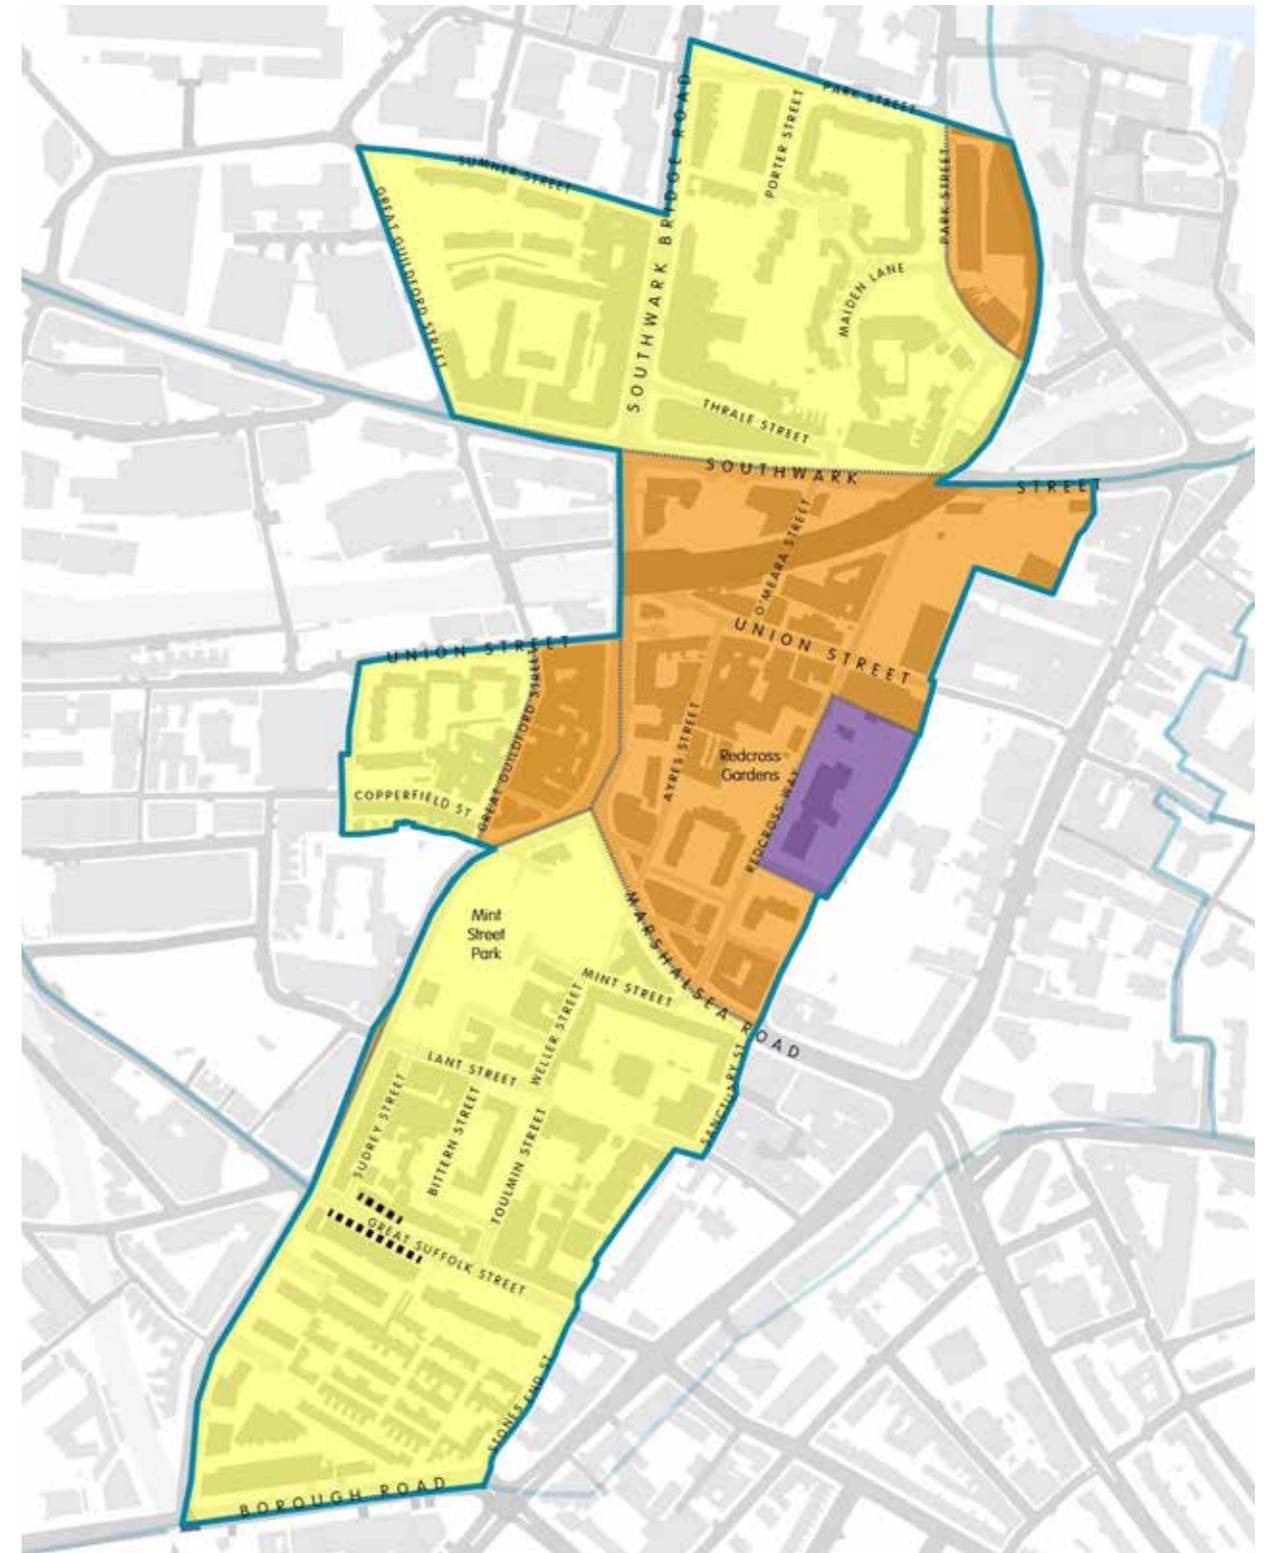 PARK STREET
PORTER STREET
SUMNER STREET
SOUTHWARK BRIDGE ROAD
PARK STREET
GREAT GUILDFORD STREET
MAIDEN LANE
THRALE STREET
SOUTHWARK STREET
O'MEARA STREET
UNION STREET
UNION STREET
GREAT GUILDFORD STREET
AYRES STREET
Redcross
Gardens
COPPERFIELD ST
REDCROSS WAY
Mint
Street
Park
MARSHALSEA ROAD
MINT STREET
WELLER STREET
LANT STREET
SANCTUARY ST
SUDREY STREET
BITTERN STREET
TOULMIN STREET
GREAT SUFFOLK STREET
STONES END ST
BOROUGH ROAD